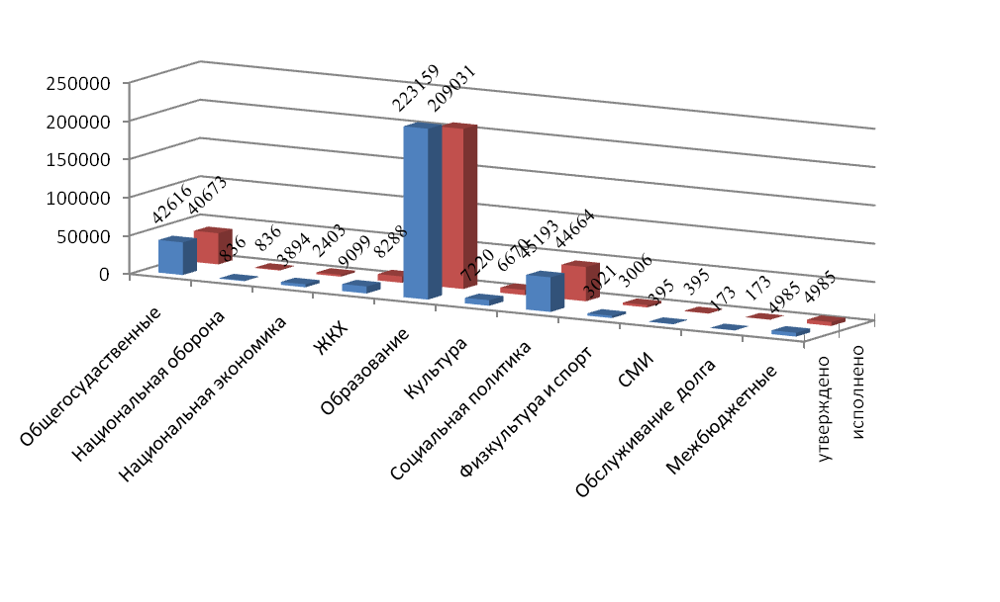 250000
200000
150000
100000
50000
0
42616
40673
836
836
3894
2403
9099
8288
223159
209031
7220
6670
45193
44664
3021
3006
395
395
173
173
4985
4985
Общегосудаственные
Национальная оборона
Национальная экономика
ЖКХ
Образование
Культура
Социальная политика
Физкультура и спорт
СМИ
Обслуживание долга
Межбюджетные
утверждено
исполнено